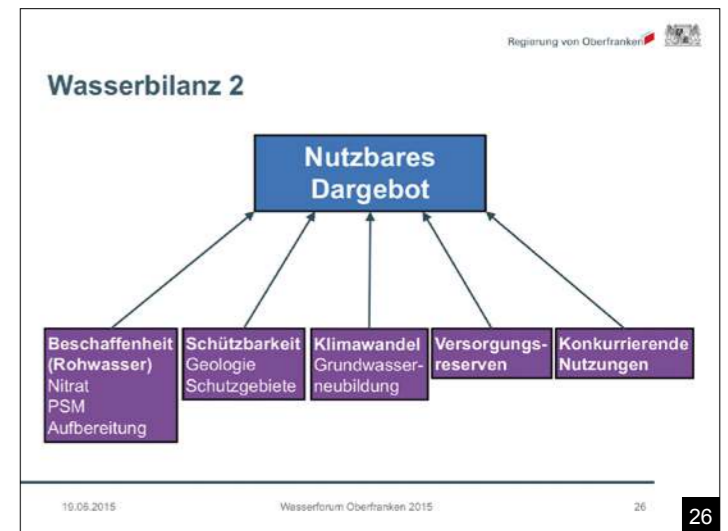 Regierung von Oberfranken
Wasserbilanz 2
Nutzbares
Dargebot
Beschaffenheit
(Rohwasser)
Nitrat
PSM
Aufbereitung
Schützbarkeit
Geologie
Schutzgebiete
Klimawandel
Grundwasser-
neubildung
Versorgungs-
reserven
Konkurrierende
Nutzungen
19.06.2015
Wasserforum Oberfranken 2015
26
26